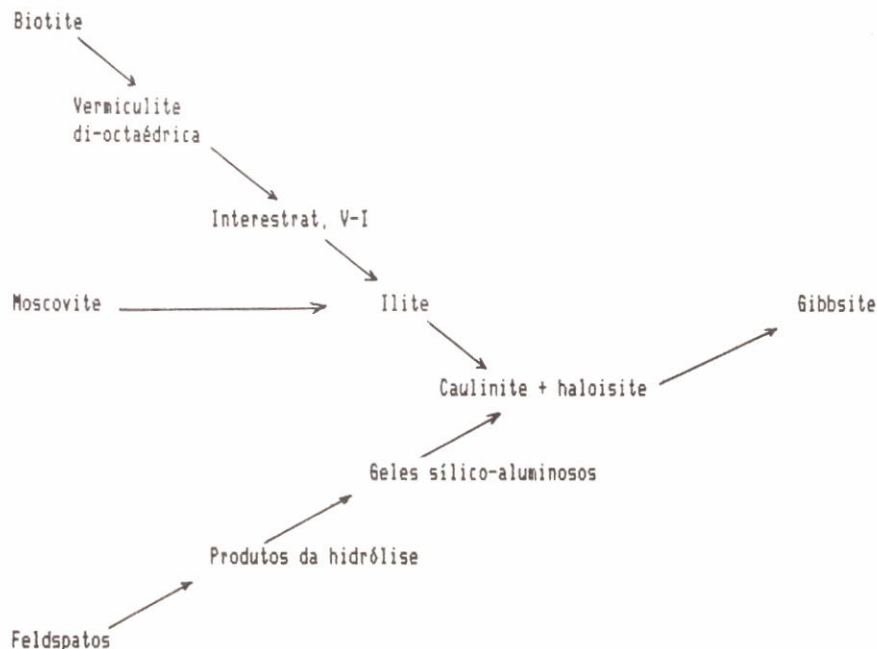 Biotite
Vermiculite
di-octaédrica
Interestrat, V-I
Moscovite
Ilite
Gibbsite
Caulinite + haloisite
Geles sílico-aluminosos
Produtos da hidrólise
Feldspatos